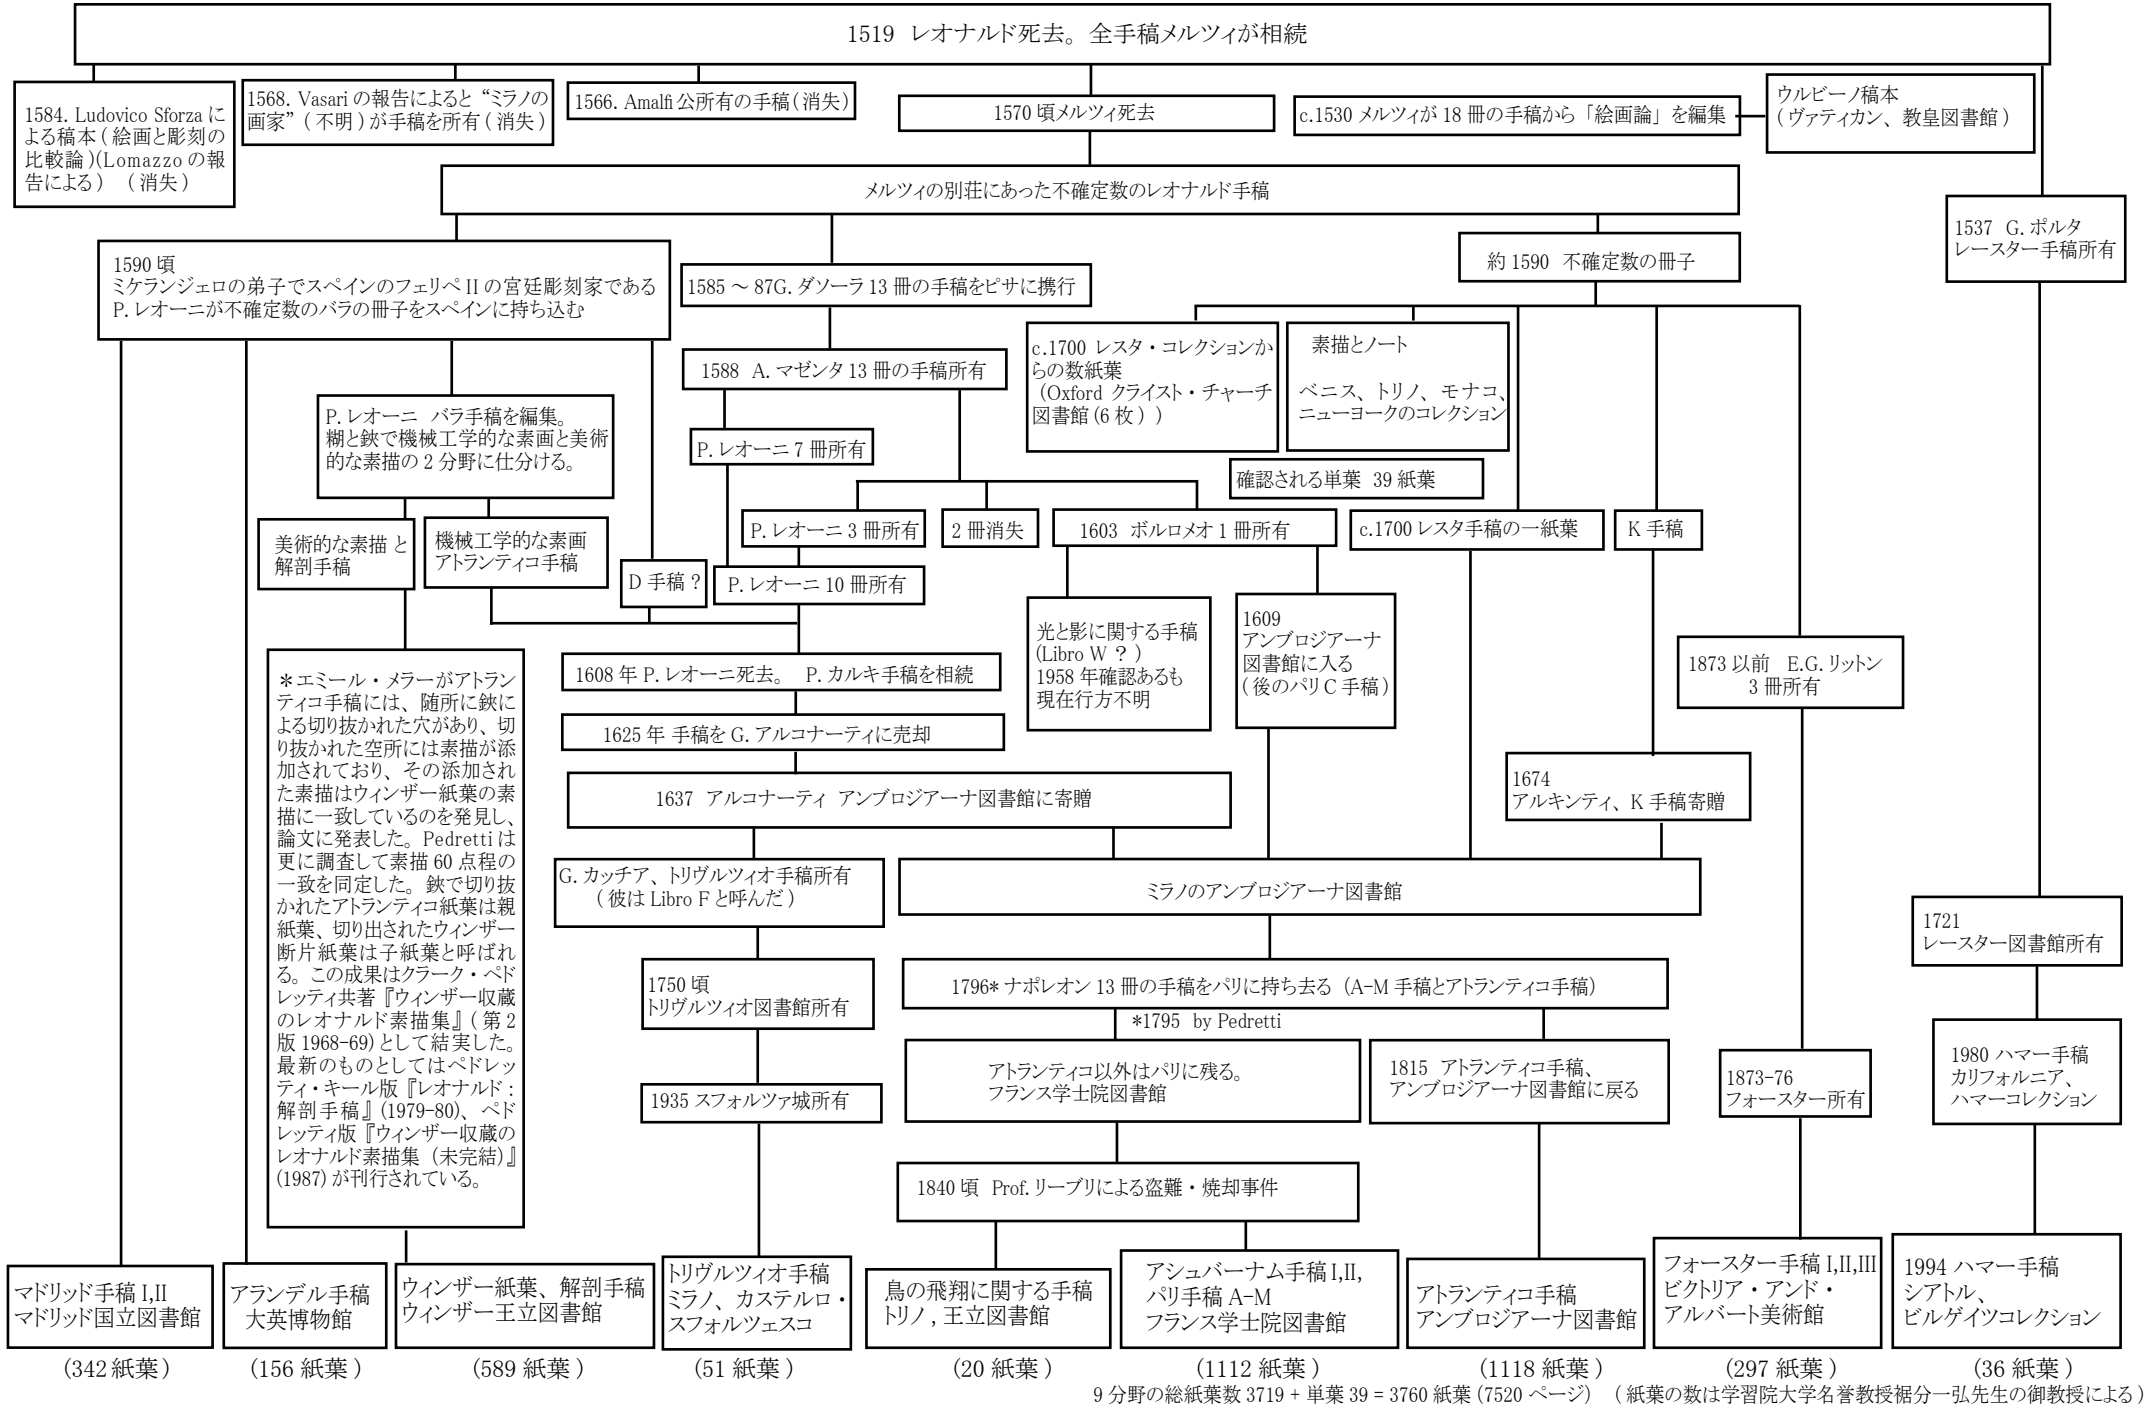 1519 レオナルド死去。全手稿メルツィが相続
1584. Ludovico Sforza に
よる稿本(絵画と彫刻の
比較論)(Lomazzo の報
告による) (消失)
1568. Vasari の報告によると “ミラノの
画家”(不明)が手稿を所有(消失)
1566. Amalfi 公所有の手稿(消失)
1570 頃メルツィ死去
c.1530 メルツィが 18 冊の手稿から「絵画論」を編集
ウルビーノ稿本
(ヴァティカン、教皇図書館)
メルツィの別荘にあった不確定数のレオナルド手稿
1537 G. ポルタ
レースター手稿所有
1590 頃
ミケランジェロの弟子でスペインのフェリペ II の宮廷彫刻家である
P. レオーニが不確定数のバラの冊子をスペインに持ち込む
1585 ~ 87G. ダソーラ 13 冊の手稿をピサに携行
約 1590 不確定数の冊子
1588 A. マゼンタ 13 冊の手稿所有
c.1700 レスタ・コレクションか
らの数紙葉
(Oxford クライスト・チャーチ
図書館(6 枚))
素描とノート
ベニス、トリノ、モナコ、
ニューヨークのコレクション
P. レオーニ バラ手稿を編集。
糊と鋏で機械工学的な素画と美術
的な素描の 2 分野に仕分ける。
P. レオーニ 7 冊所有
確認される単葉 39 紙葉
美術的な素描 と
解剖手稿
機械工学的な素画
アトランティコ手稿
D 手稿 ?
P. レオーニ 3 冊所有
2 冊消失
1603 ボルロメオ 1 冊所有
c.1700 レスタ手稿の一紙葉
K 手稿
P. レオーニ 10 冊所有
光と影に関する手稿
(Libro W ? )
1958 年確認あるも
現在行方不明
1609
アンブロジアーナ
図書館に入る
(後のパリ C 手稿)
1873 以前 E.G. リットン
3 冊所有
1608 年 P. レオーニ死去。 P. カルキ手稿を相続
1625 年 手稿を G. アルコナーティに売却
1637 アルコナーティ アンブロジアーナ図書館に寄贈
1674
アルキンティ、K 手稿寄贈
*エミール・メラーがアトラン
ティコ手稿には、随所に鋏に
よる切り抜かれた穴があり、切
り抜かれた空所には素描が添
加されており、その添加され
た素描はウィンザー紙葉の素
描に一致しているのを発見し、
論文に発表した。Pedretti は
更に調査して素描 60 点程の
一致を同定した。鋏で切り抜
かれたアトランティコ紙葉は親
紙葉、切り出されたウィンザー
断片紙葉は子紙葉と呼ばれ
る。この成果はクラーク・ペド
レッティ共著『ウィンザー収蔵
のレオナルド素描集』(第 2
版 1968-69) として結実した。
最新のものとしてはペドレッ
ティ・キール版『レオナルド:
解剖手稿』(1979-80)、ペド
レッティ版『ウィンザー収蔵の
レオナルド素描集 (未完結)』
(1987) が刊行されている。
G. カッチア、トリヴルツィオ手稿所有
(彼は Libro F と呼んだ)
ミラノのアンブロジアーナ図書館
1721
レースター図書館所有
1750 頃
トリヴルツィオ図書館所有
1796* ナポレオン 13 冊の手稿をパリに持ち去る (A-M 手稿とアトランティコ手稿)
*1795 by Pedretti
1935 スフォルツァ城所有
アトランティコ以外はパリに残る。
フランス学士院図書館
1815 アトランティコ手稿、
アンブロジアーナ図書館に戻る
1873-76
フォースター所有
1980 ハマー手稿
カリフォルニア、
ハマーコレクション
1840 頃 Prof. リーブリによる盗難・焼却事件
マドリッド手稿 I,II
マドリッド国立図書館
アランデル手稿
大英博物館
ウィンザー紙葉、解剖手稿
ウィンザー王立図書館
トリヴルツィオ手稿
ミラノ、カステルロ・
スフォルツェスコ
鳥の飛翔に関する手稿
トリノ , 王立図書館
アシュバーナム手稿 I,II,
パリ手稿 A-M
フランス学士院図書館
アトランティコ手稿
アンブロジアーナ図書館
フォースター手稿 I,II,III
ビクトリア・アンド・
アルバート美術館
1994 ハマー手稿
シアトル、
ビルゲイツコレクション
(342 紙葉) (156 紙葉) (589 紙葉) (51 紙葉) (20 紙葉) (1112 紙葉) (1118 紙葉) (297 紙葉) (36 紙葉)
9 分野の総紙葉数 3719 + 単葉 39 = 3760 紙葉 (7520 ページ) (紙葉の数は学習院大学名誉教授裾分一弘先生の御教授による)